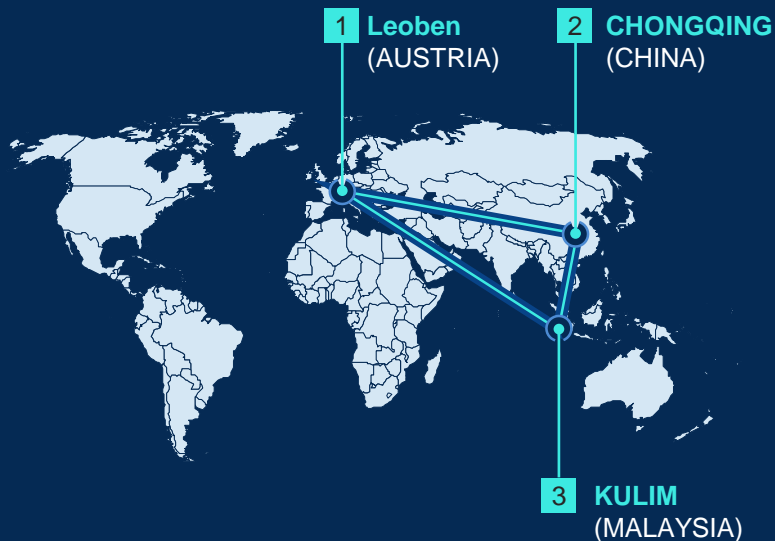 1 Leoben
(AUSTRIA)
2 CHONGQING
(CHINA)
3 KULIM
(MALAYSIA)